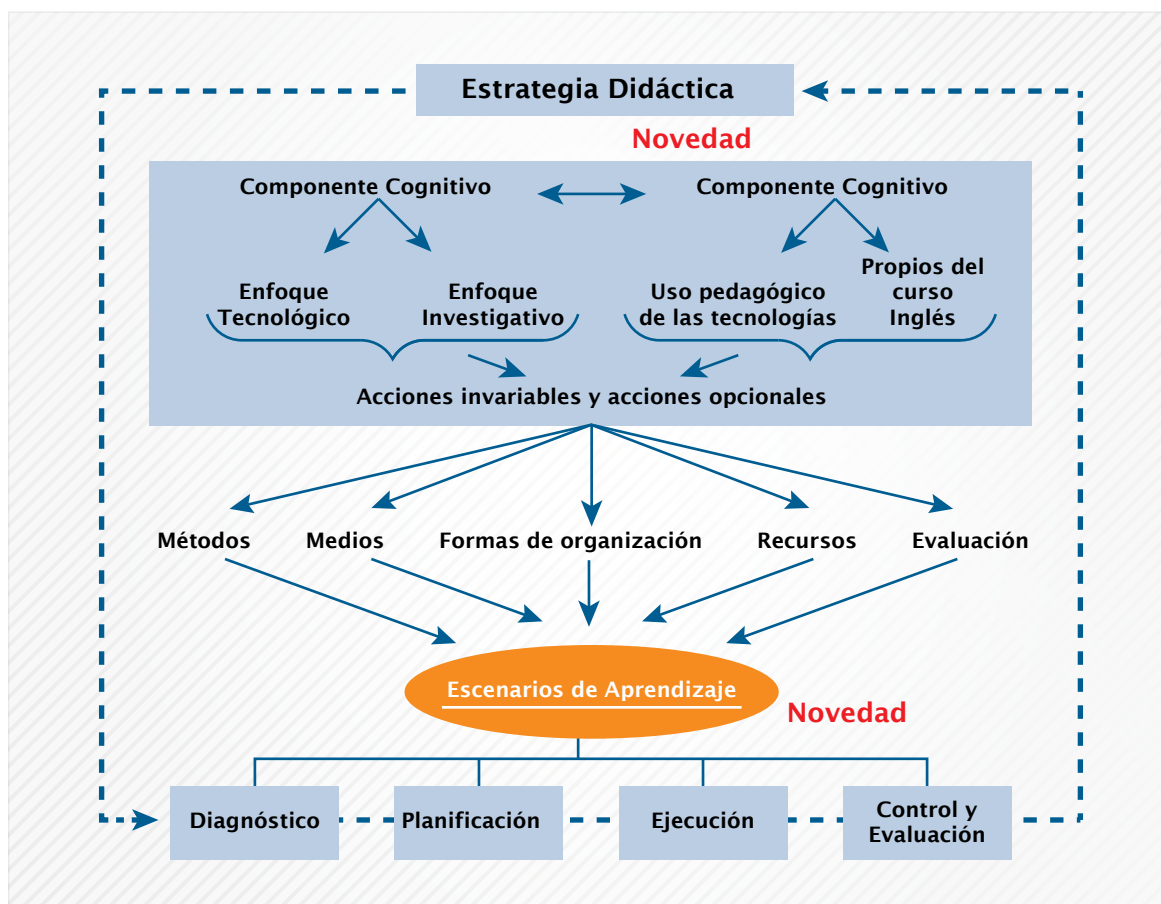 Estrategia Didáctica
Novedad
Componente Cognitivo
Componente Cognitivo
Enfoque
Tecnológico
Enfoque
Investigativo
Uso pedagógico
de las tecnologías
Propios del
curso
Inglés
Acciones invariables y acciones opcionales
Métodos
Medios
Formas de organización
Recursos
Evaluación
Escenarios de Aprendizaje
Novedad
Diagnóstico
Planificación
Ejecución
Control y
Evaluación